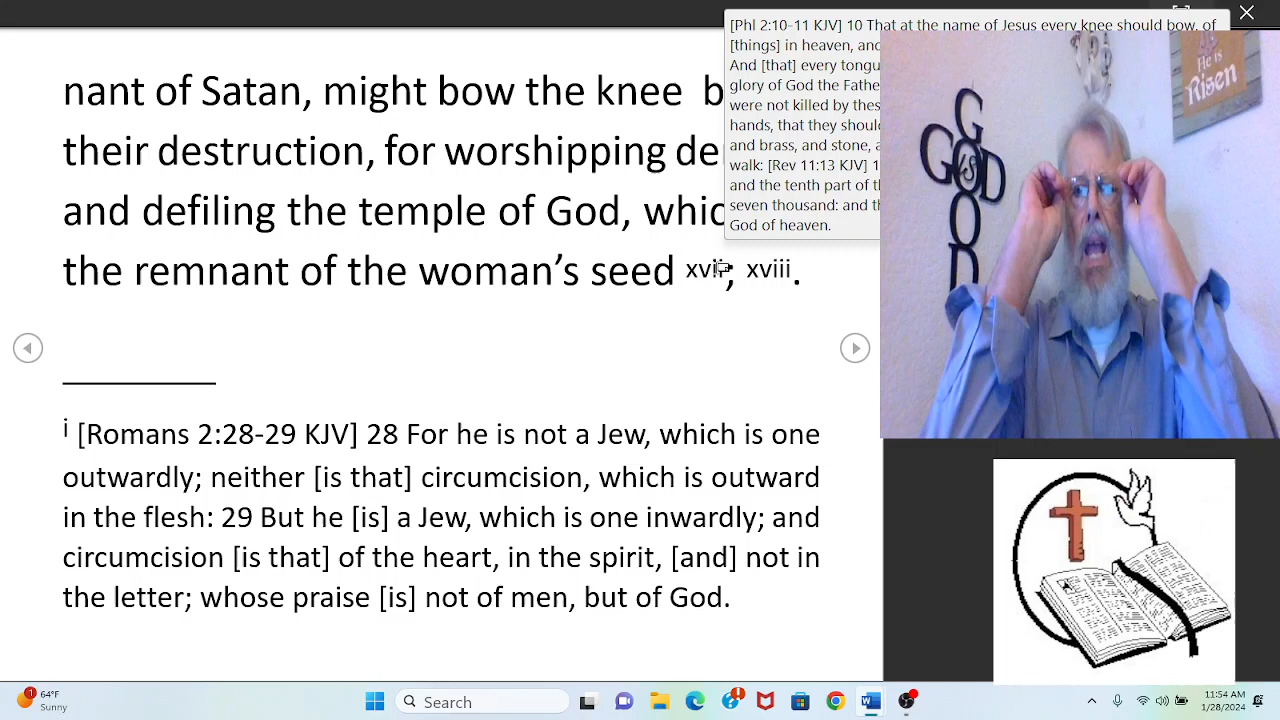 nant of Satan, might bow the knee b
their destruction, for worshipping de
and defiling the temple of God, whic
the remnant of the woman's seed xvii; xviii.
i [Romans 2:28-29 KJV] 28 For he is not a Jew, which is one
outwardly; neither [is that] circumcision, which is outward
in the flesh: 29 But he [is] a Jew, which is one inwardly; and
circumcision [is that] of the heart, in the spirit, [and] not in
the letter; whose praise [is] not of men, but of God.
[Phl 2:10-11 KJV] 10 That at the name of Jesus every knee should bow, of
[things] in heaven, and
And [that] every tongu
glory of God the Fathe
were not killed by thes
hands, that they should
and brass, and stone, a
walk: [Rev 11:13 KJV] 1
and the tenth part of th
seven thousand: and th
God of heaven.
GOD
G'SD
O
D
He is
Risen
1
64°F
Sunny
Search
11:54 AM
1/28/2024